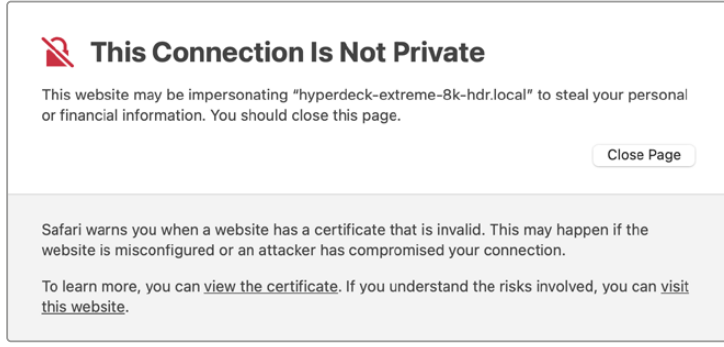 This Connection Is Not Private
This website may be impersonating “hyperdeck-extreme-8k-hdr.local” to steal your personal
or financial information. You should close this page.
Close Page
Safari warns you when a website has a certificate that is invalid. This may happen if the
website is misconfigured or an attacker has compromised your connection.
To learn more, you can view the certificate. If you understand the risks involved, you can visit
this website.